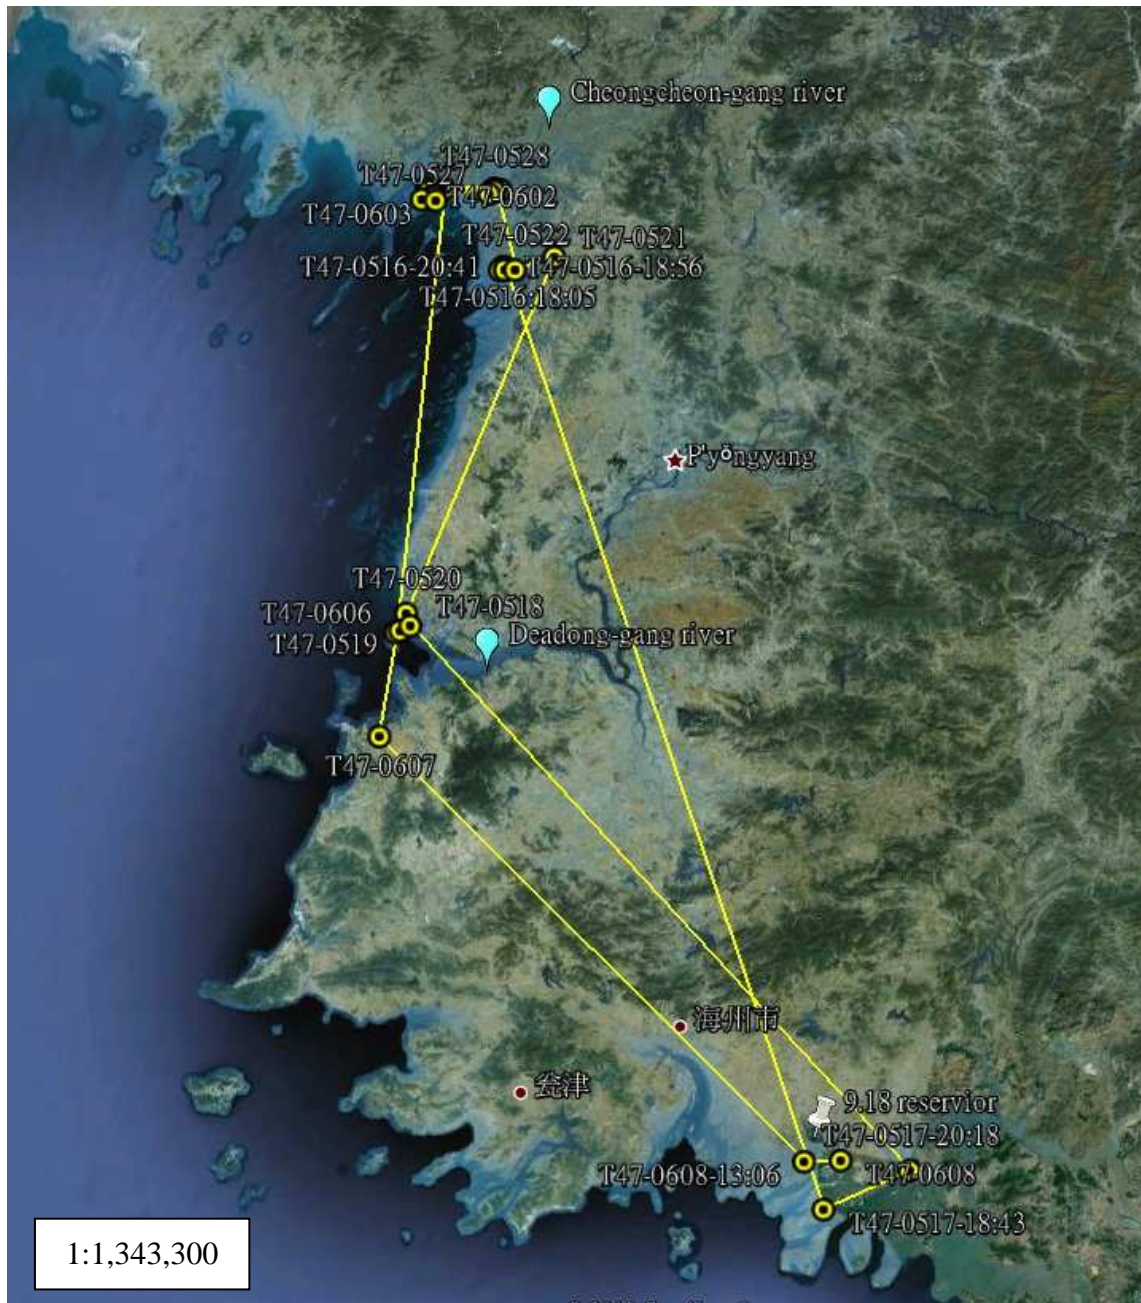 Cheongcheon-gang river
T47-0528
T47-0527
T47-0602
T47-0603
T47-0522
T47-0521
T47-0516-20:41
T47-0516-18:56
T47-0516:18:05
P'yŏngyang
T47-0520
T47-0606
T47-0518
T47-0519
Deadong-gang river
T47-0607
海州市
瓮津
9.18 reservior
T47-0517-20:18
T47-0608-13:06
T47-0608
T47-0517-18:43
1:1,343,300